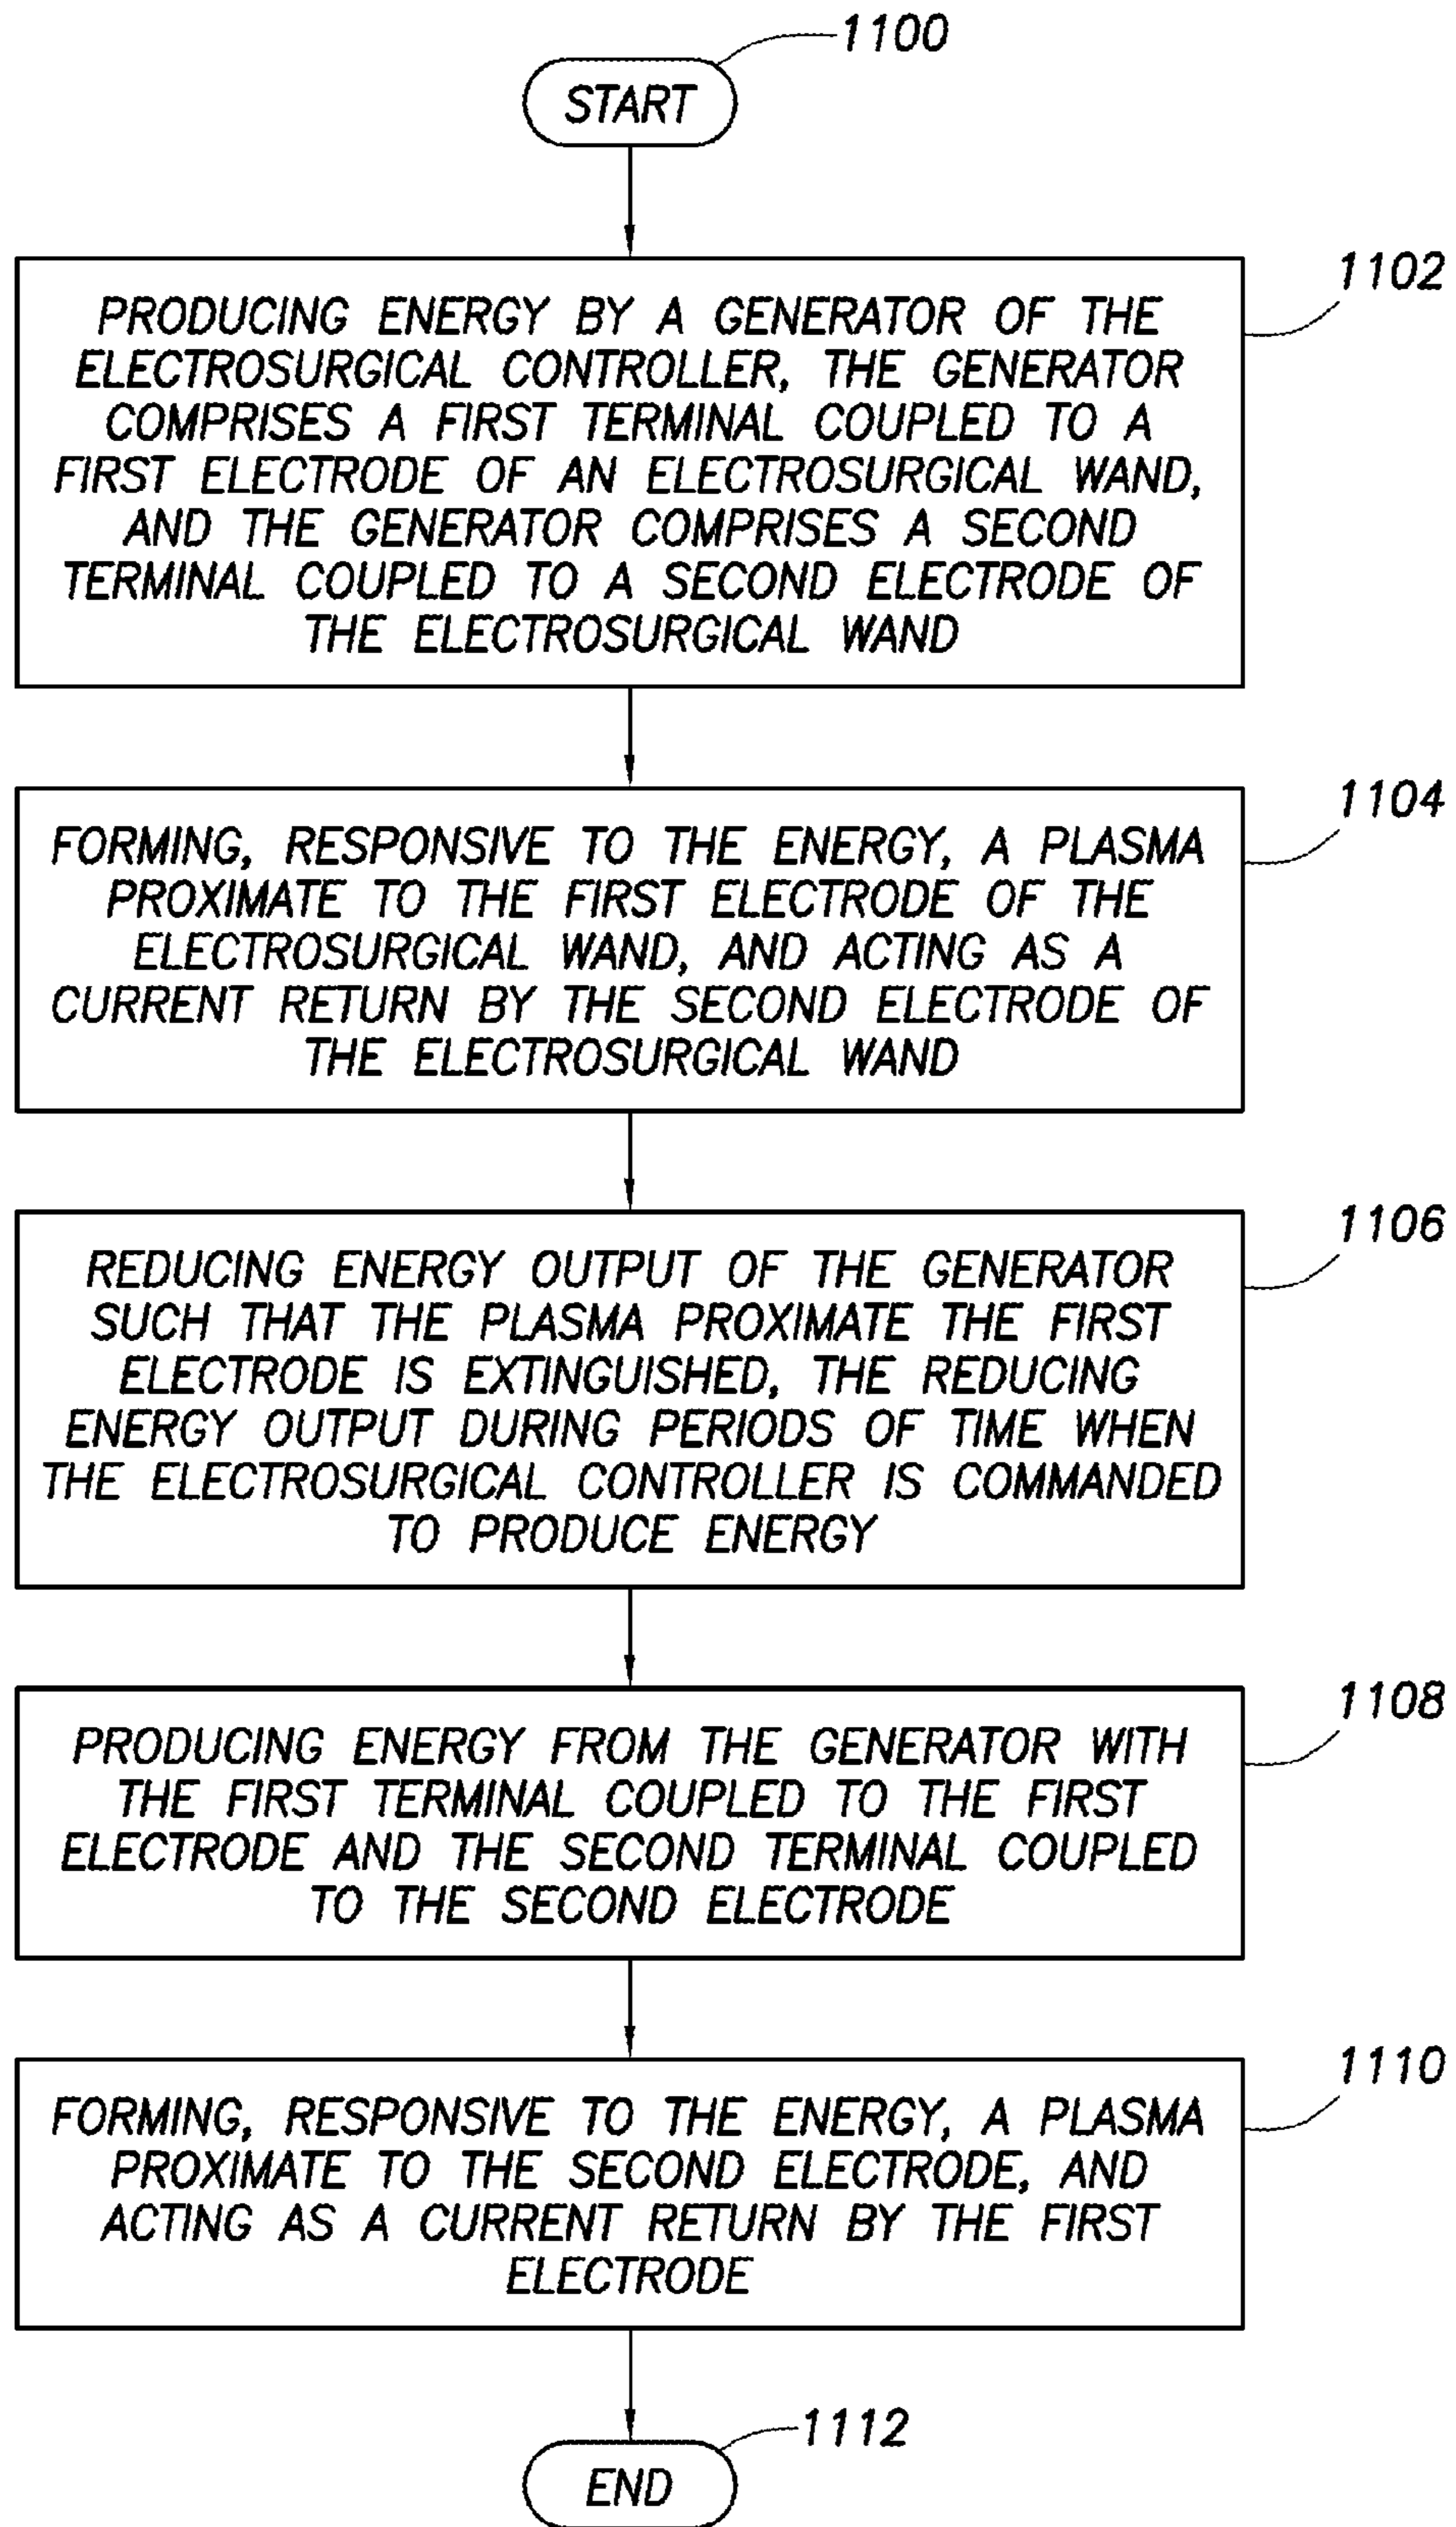 1100
START
1102
PRODUCING ENERGY BY A GENERATOR OF THE
ELECTROSURGICAL CONTROLLER, THE GENERATOR
COMPRISES A FIRST TERMINAL COUPLED TO A
FIRST ELECTRODE OF AN ELECTROSURGICAL WAND,
AND THE GENERATOR COMPRISES A SECOND
TERMINAL COUPLED TO A SECOND ELECTRODE OF
THE ELECTROSURGICAL WAND
1104
FORMING, RESPONSIVE TO THE ENERGY, A PLASMA
PROXIMATE TO THE FIRST ELECTRODE OF THE
ELECTROSURGICAL WAND, AND ACTING AS A
CURRENT RETURN BY THE SECOND ELECTRODE OF
THE ELECTROSURGICAL WAND
1106
REDUCING ENERGY OUTPUT OF THE GENERATOR
SUCH THAT THE PLASMA PROXIMATE THE FIRST
ELECTRODE IS EXTINGUISHED, THE REDUCING
ENERGY OUTPUT DURING PERIODS OF TIME WHEN
THE ELECTROSURGICAL CONTROLLER IS COMMANDED
TO PRODUCE ENERGY
1108
PRODUCING ENERGY FROM THE GENERATOR WITH
THE FIRST TERMINAL COUPLED TO THE FIRST
ELECTRODE AND THE SECOND TERMINAL COUPLED
TO THE SECOND ELECTRODE
1110
FORMING, RESPONSIVE TO THE ENERGY, A PLASMA
PROXIMATE TO THE SECOND ELECTRODE, AND
ACTING AS A CURRENT RETURN BY THE FIRST
ELECTRODE
1112
END